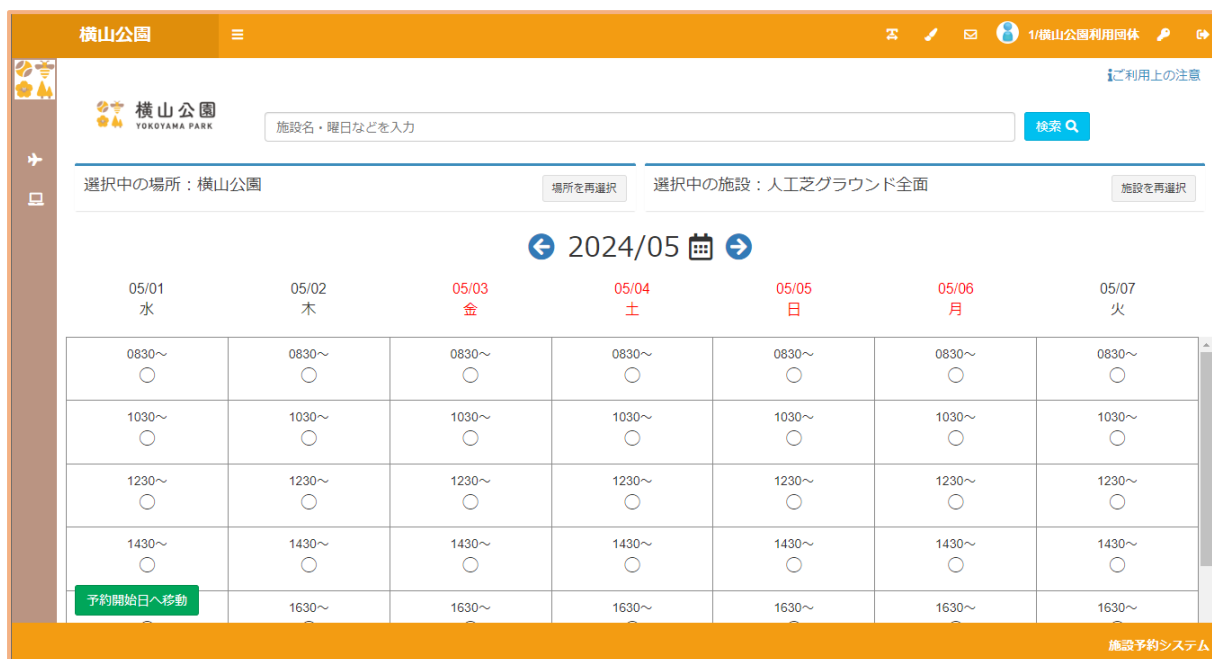 横山公園
1/横山公園利用団体
ご利用上の注意
横山公園
YOKOYAMA PARK
施設名・曜日などを入力
検索
選択中の場所：横山公園
場所を再選択
選択中の施設：人工芝グラウンド全面
施設を再選択
2024/05
05/01 05/02 05/03 05/04 05/05 05/06 05/07
水 木 金 土 日 月 火
0830～ 0830～ 0830～ 0830～ 0830～ 0830～ 0830～
◯ ◯ ◯ ◯ ◯ ◯ ◯
1030～ 1030～ 1030～ 1030～ 1030～ 1030～ 1030～
◯ ◯ ◯ ◯ ◯ ◯ ◯
1230～ 1230～ 1230～ 1230～ 1230～ 1230～ 1230～
◯ ◯ ◯ ◯ ◯ ◯ ◯
1430～ 1430～ 1430～ 1430～ 1430～ 1430～ 1430～
◯ ◯ ◯ ◯ ◯ ◯ ◯
予約開始日へ移動
1630～ 1630～ 1630～ 1630～ 1630～ 1630～
施設予約システム